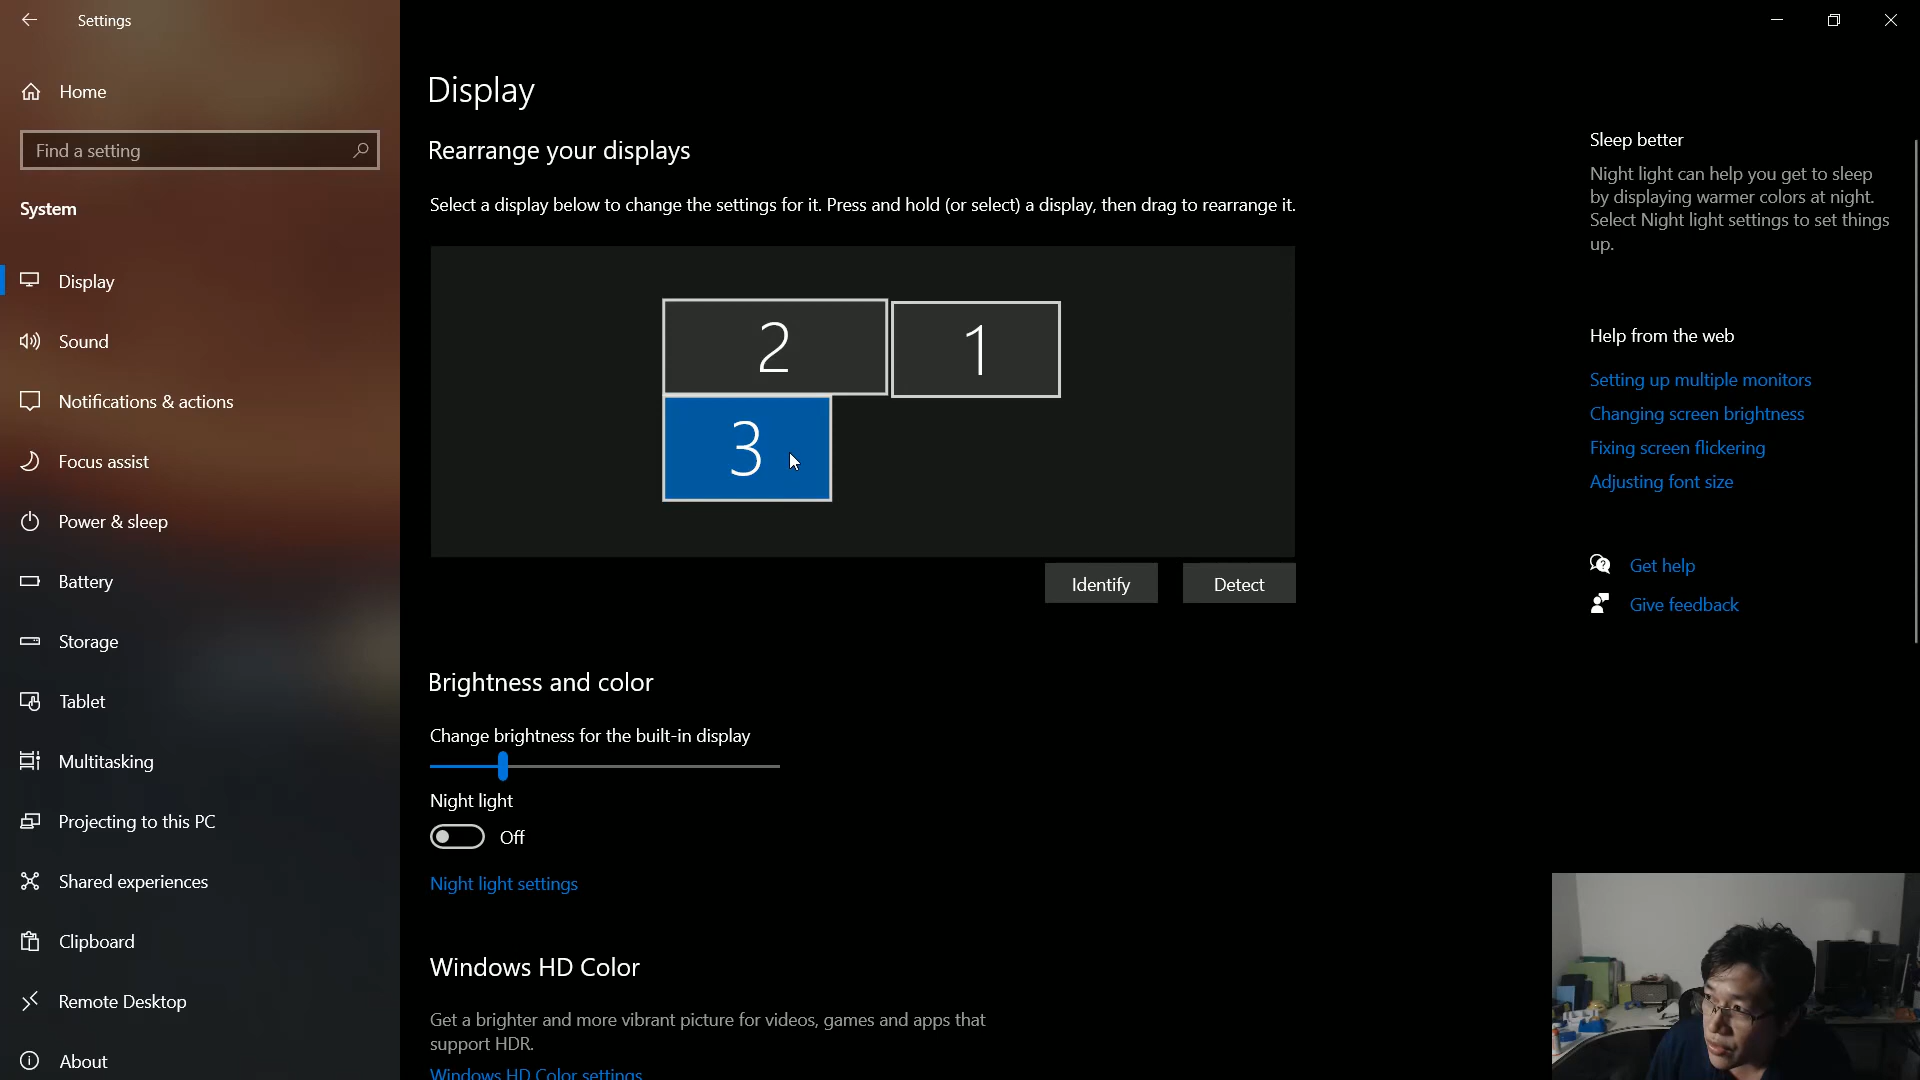 Settings
Home
Find a setting
System
Display
Sound
Notifications & actions
Focus assist
Power & sleep
Battery
Storage
Tablet
Multitasking
Projecting to this PC
Shared experiences
Clipboard
Remote Desktop
About
Display
Rearrange your displays
Select a display below to change the settings for it. Press and hold (or select) a display, then drag to rearrange it.
2
1
3
Identify
Detect
Brightness and color
Change brightness for the built-in display
Night light
Off
Night light settings
Windows HD Color
Get a brighter and more vibrant picture for videos, games and apps that
support HDR.
Windows HD Color settings
Sleep better
Night light can help you get to sleep
by displaying warmer colors at night.
Select Night light settings to set things
up.
Help from the web
Setting up multiple monitors
Changing screen brightness
Fixing screen flickering
Adjusting font size
Get help
Give feedback